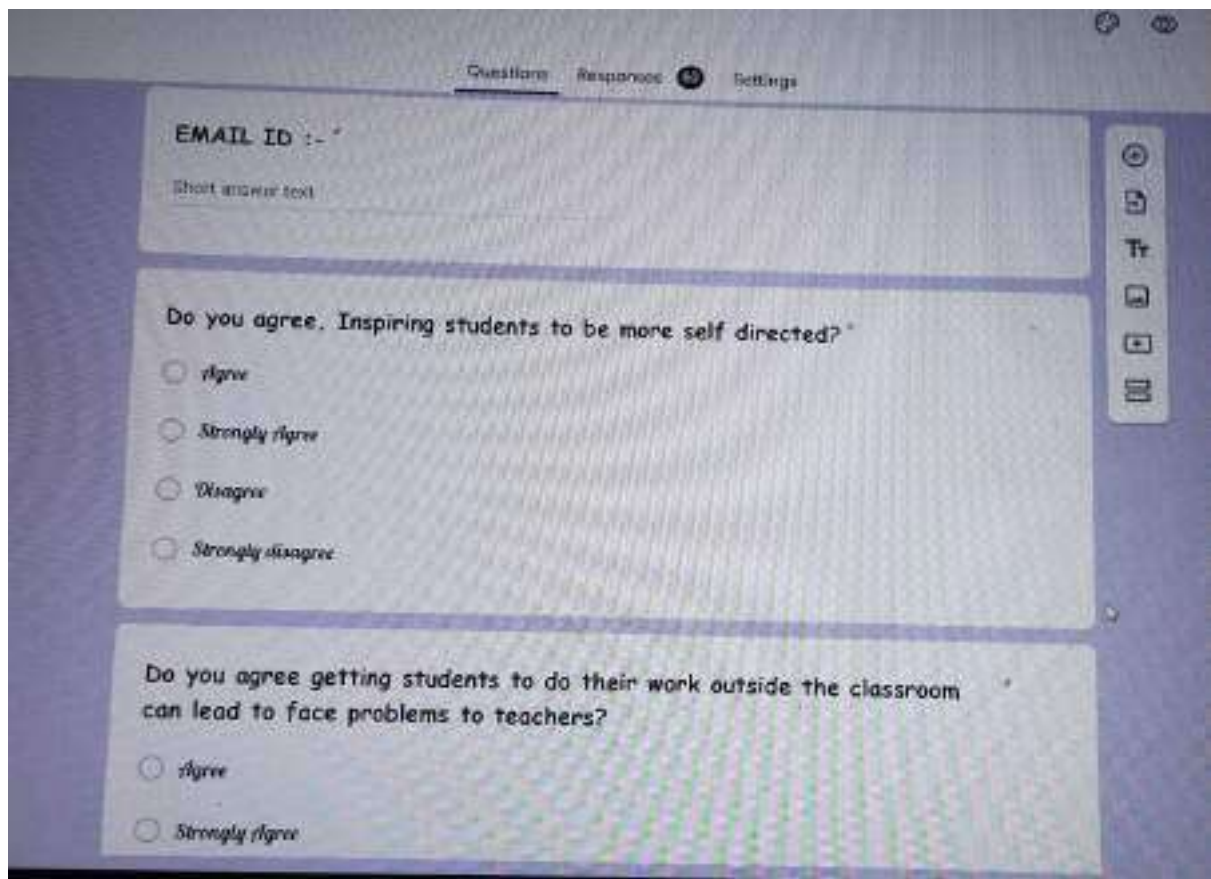 Questions Responses Settings
EMAIL ID :- *
Short answer text
Tт
Do you agree, Inspiring students to be more self directed? *
Agree
Strongly Agree
Disagree
Strongly disagree
Do you agree getting students to do their work outside the classroom *
can lead to face problems to teachers?
Agree
Strongly Agree